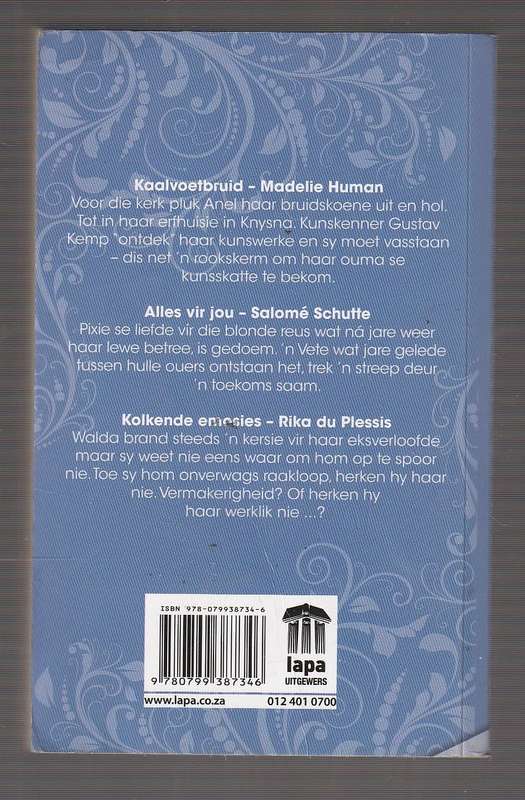 Kaalvoetbruid – Madelie Human
Voor die kerk pluk Anel haar bruidskoene uit en hol.
Tot in haar erfhuisie in Knysna. Kunskenner Gustav
Kemp "ontdek" haar kunswerke en sy moet vasstaan
– dis net 'n rookskerm om haar ouma se
kunsskatte te bekom.
Alles vir jou – Salomé Schutte
Pixie se liefde vir die blonde reus wat ná jare weer
haar lewe betree, is gedoem. 'n Vete wat jare gelede
tussen hulle ouers ontstaan het, trek 'n streep deur
'n toekoms saam.
Kolkende emosies – Rika du Plessis
Walda brand steeds 'n kersie vir haar eksverloofde
maar sy weet nie eens waar om hom op te spoor
nie. Toe sy hom onverwags raakloop, herken hy haar
nie. Vermakerigheid? Of herken hy
haar werklik nie ...?
ISBN 978-079938734-6
9 780799 387346
lapa
UITGEWERS
www.lapa.co.za
012 401 0700